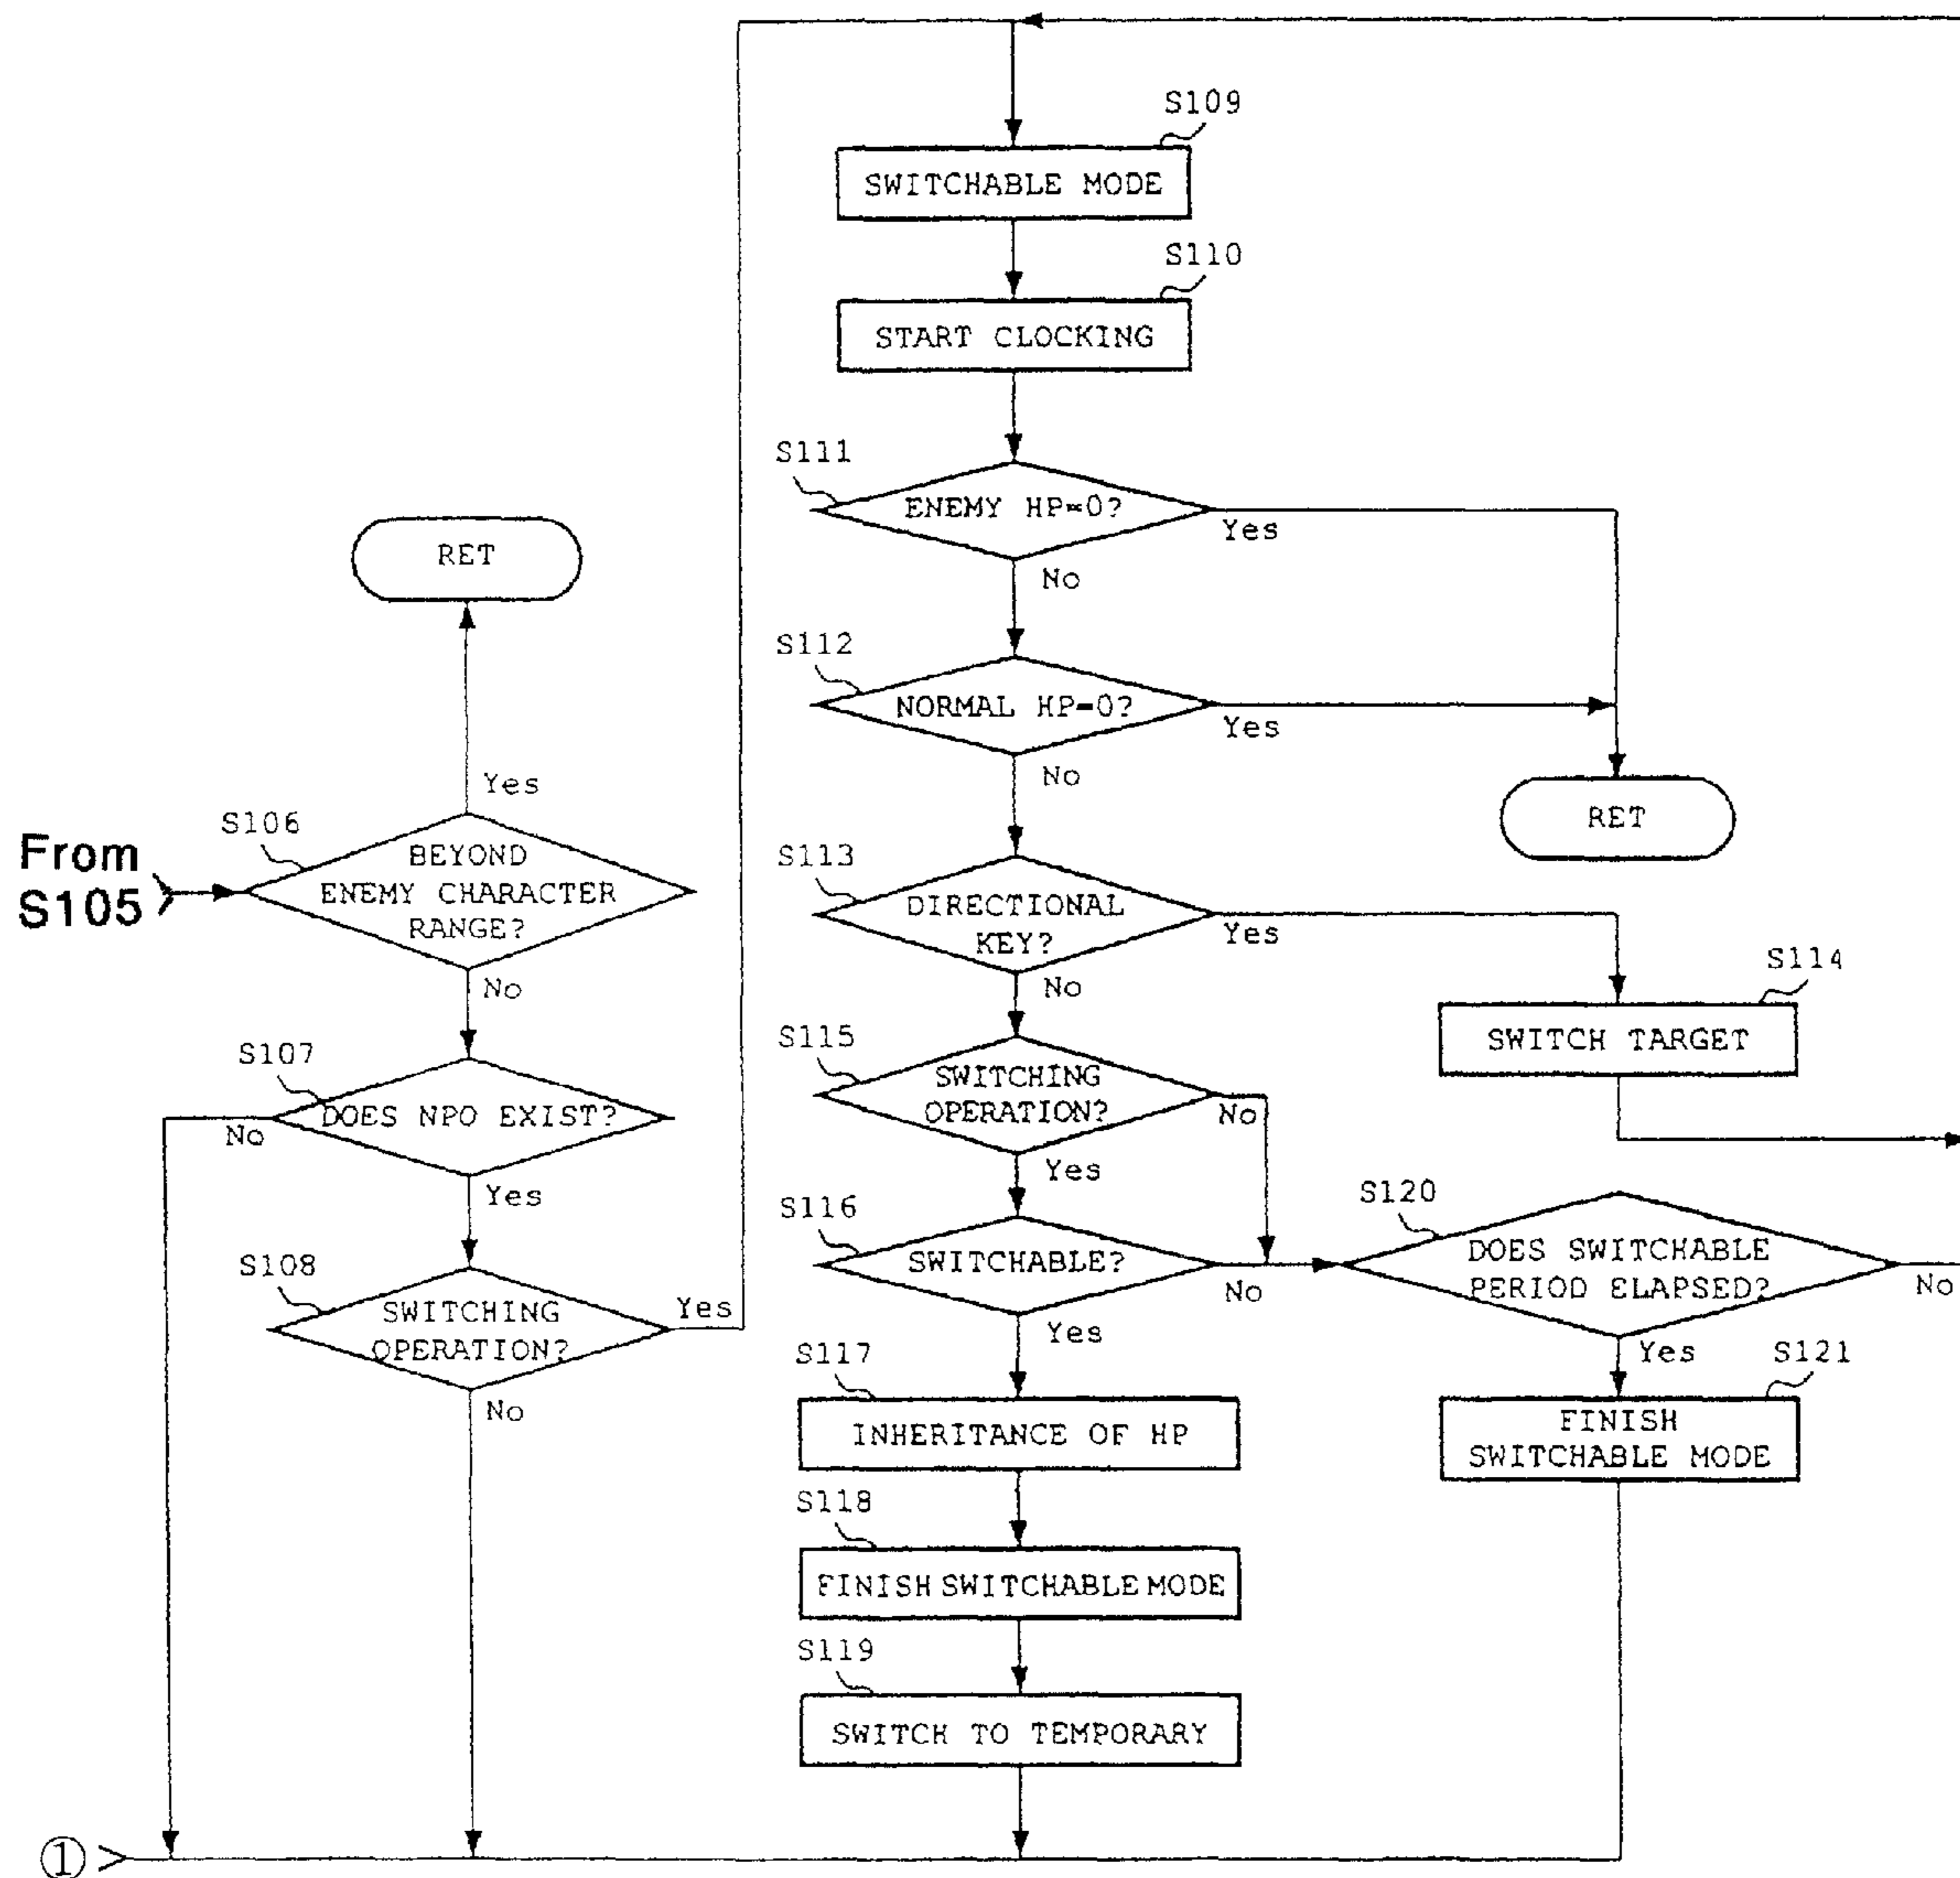 From
S105
S106
BEYOND
ENEMY CHARACTER
RANGE?
Yes
RET
No
S107
DOES NPO EXIST?
No
Yes
S108
SWITCHING
OPERATION?
Yes
No
S109
SWITCHABLE MODE
S110
START CLOCKING
S111
ENEMY HP=0?
Yes
No
S112
NORMAL HP=0?
Yes
No
RET
S113
DIRECTIONAL
KEY?
Yes
No
S114
SWITCH TARGET
S115
SWITCHING
OPERATION?
No
Yes
S116
SWITCHABLE?
No
Yes
S120
DOES SWITCHABLE
PERIOD ELAPSED?
No
Yes
S117
INHERITANCE OF HP
S121
FINISH
SWITCHABLE MODE
S118
FINISH SWITCHABLE MODE
S119
SWITCH TO TEMPORARY
①